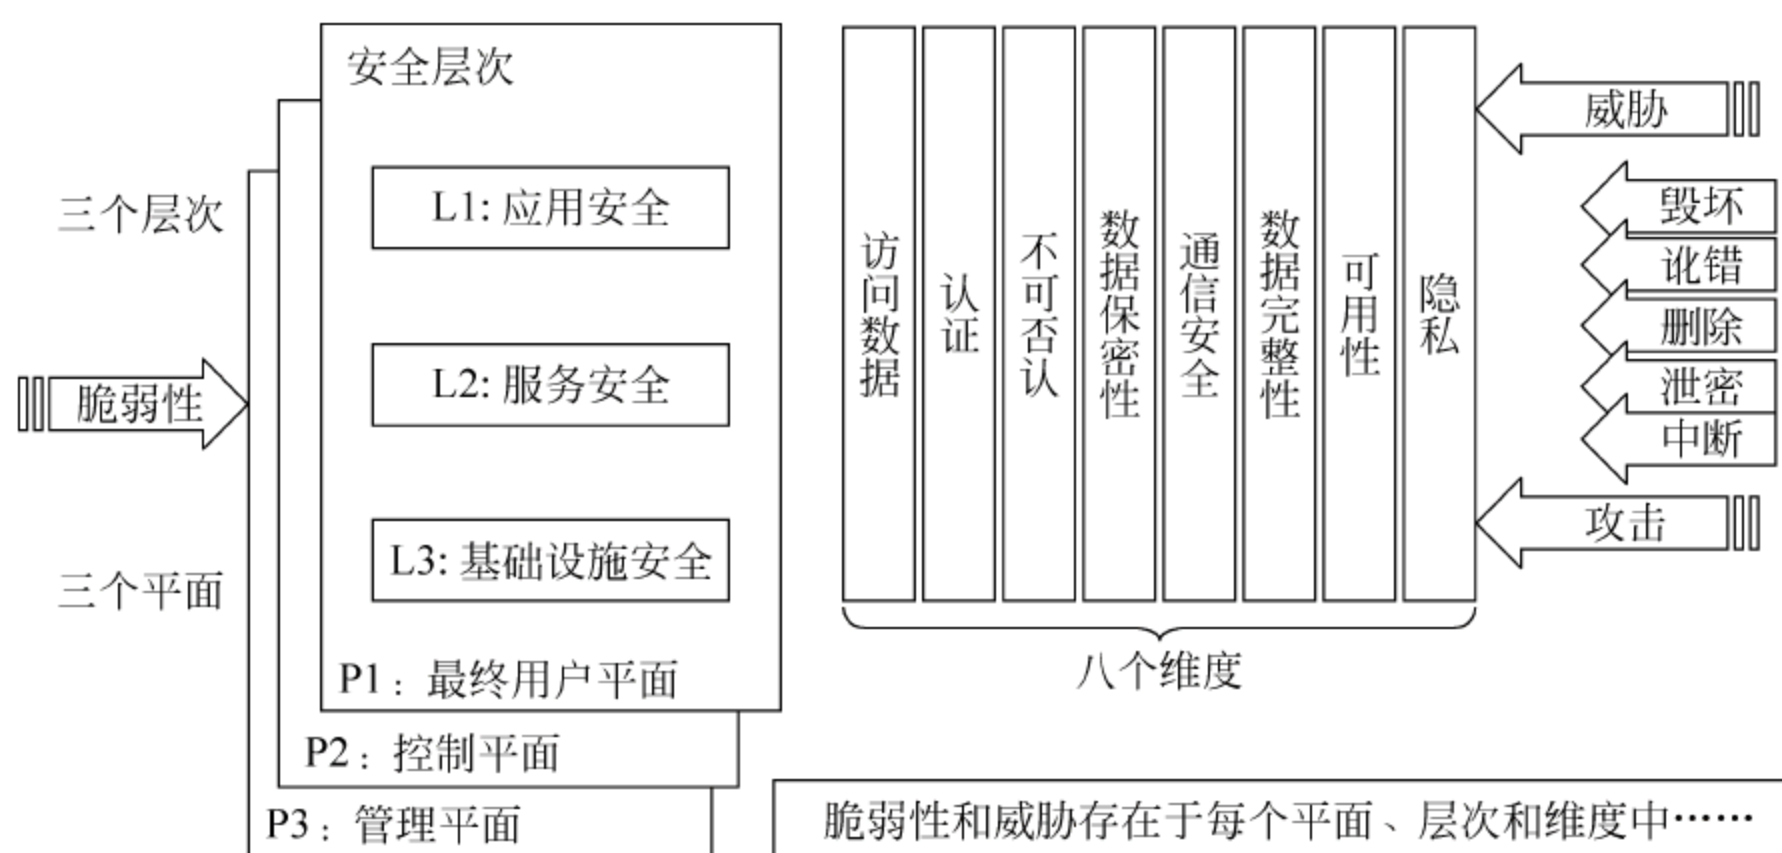 安全层次
三个层次
L1: 应用安全
L2: 服务安全
脆弱性
L3: 基础设施安全
三个平面
P1：最终用户平面
P2：控制平面
P3：管理平面
访问数据
认证
不可否认
数据保密性
通信安全
数据完整性
可用性
隐私
八个维度
威胁
毁坏
讹错
删除
泄密
中断
攻击
脆弱性和威胁存在于每个平面、层次和维度中……